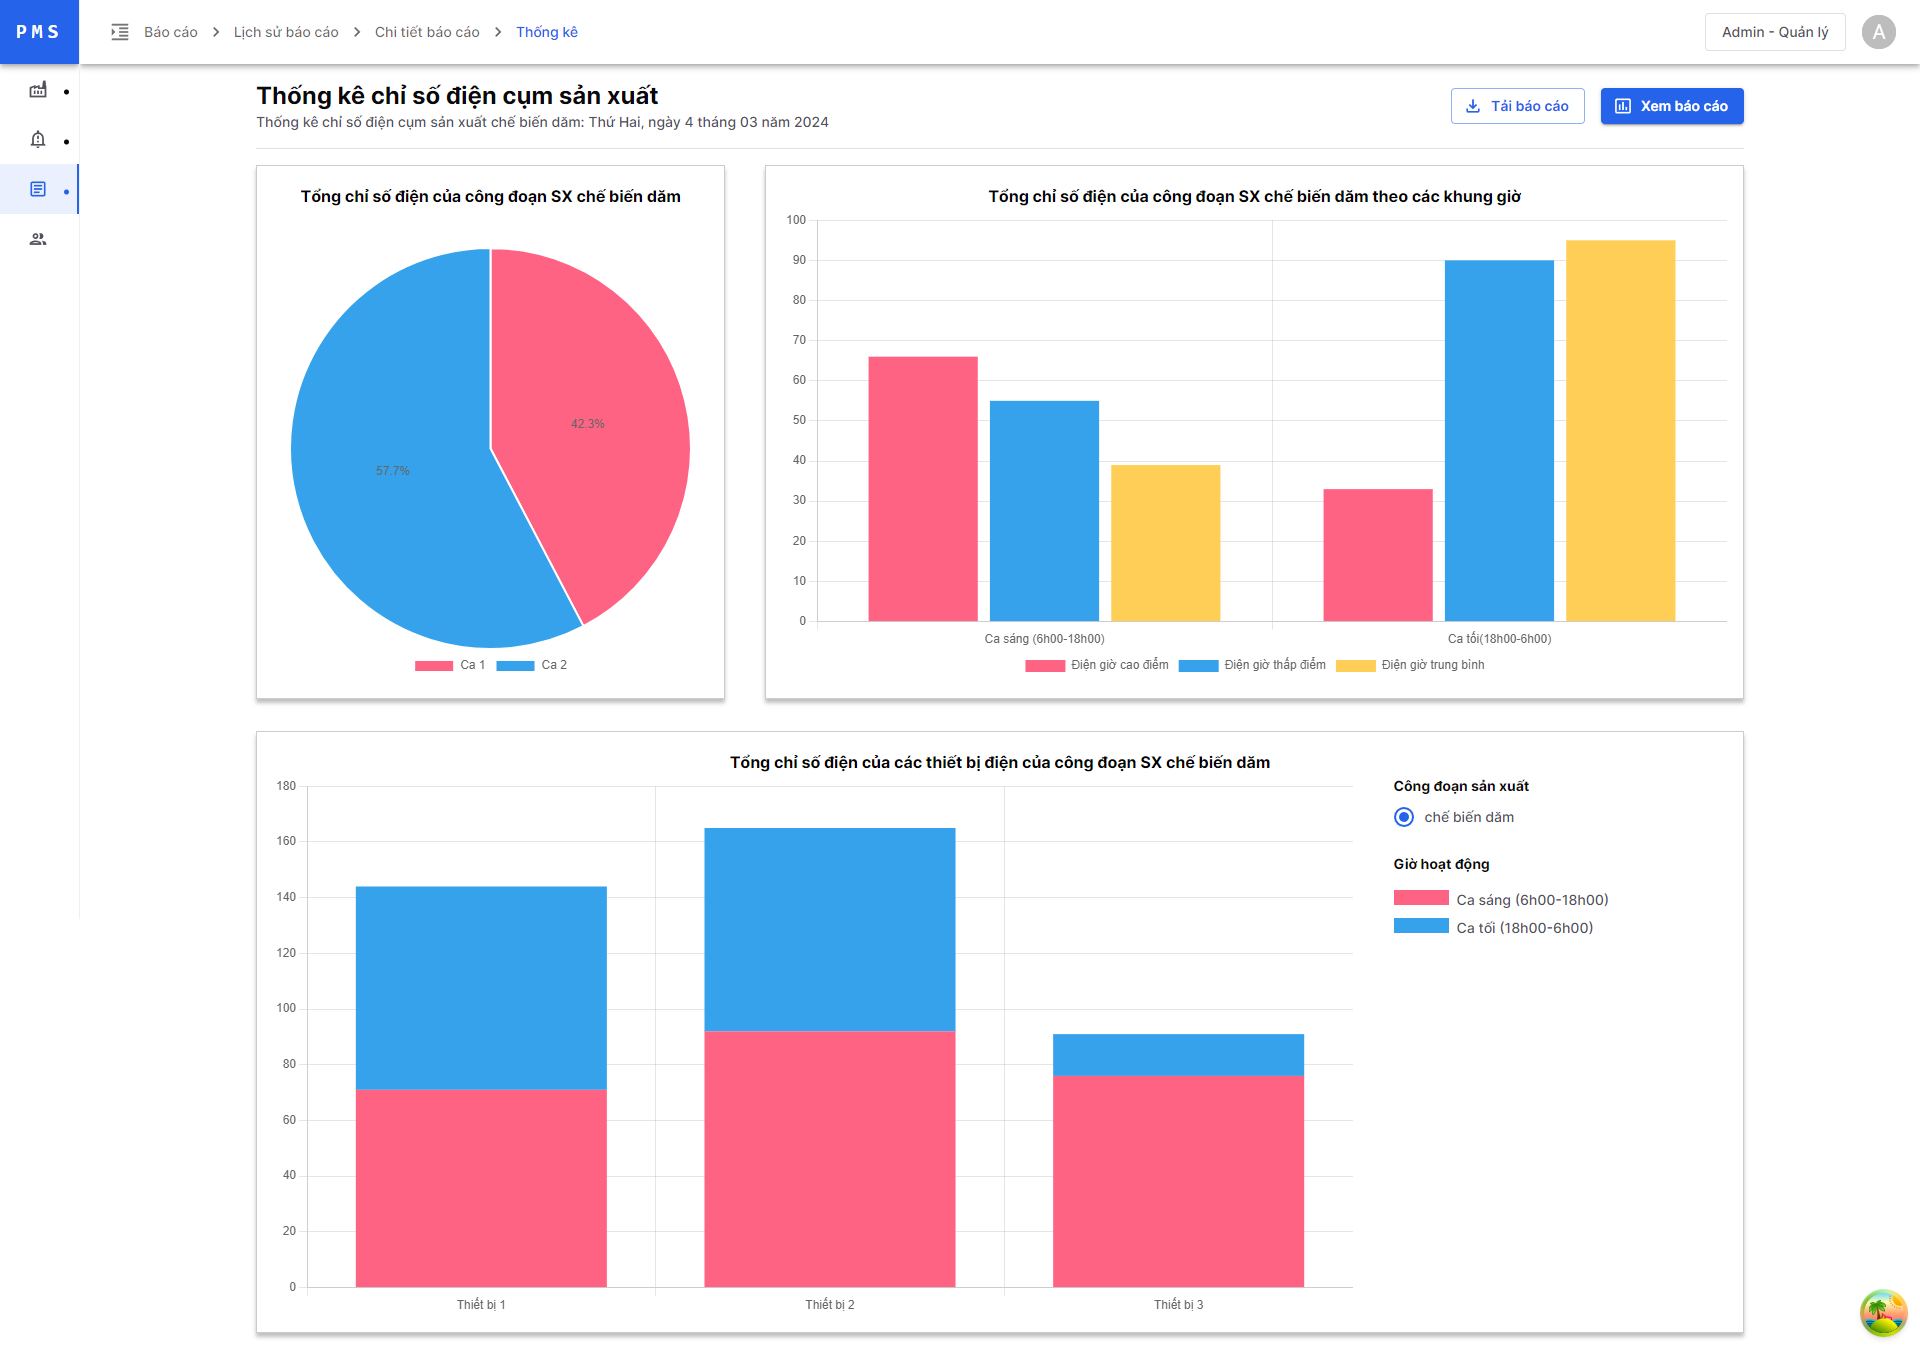 PMS
Báo cáo > Lịch sử báo cáo > Chi tiết báo cáo > Thống kê
Admin - Quản lý
A
Thống kê chỉ số điện cụm sản xuất
Thống kê chỉ số điện cụm sản xuất chế biến dăm: Thứ Hai, ngày 4 tháng 03 năm 2024
Tải báo cáo
Xem báo cáo
Tổng chỉ số điện của công đoạn SX chế biến dăm
42.3%
57.7%
Ca 1
Ca 2
Tổng chỉ số điện của công đoạn SX chế biến dăm theo các khung giờ
100
90
80
70
60
50
40
30
20
10
0
Ca sáng (6h00-18h00)
Ca tối(18h00-6h00)
Điện giờ cao điểm
Điện giờ thấp điểm
Điện giờ trung bình
Tổng chỉ số điện của các thiết bị điện của công đoạn SX chế biến dăm
180
160
140
120
100
80
60
40
20
0
Thiết bị 1
Thiết bị 2
Thiết bị 3
Công đoạn sản xuất
chế biến dăm
Giờ hoạt động
Ca sáng (6h00-18h00)
Ca tối (18h00-6h00)